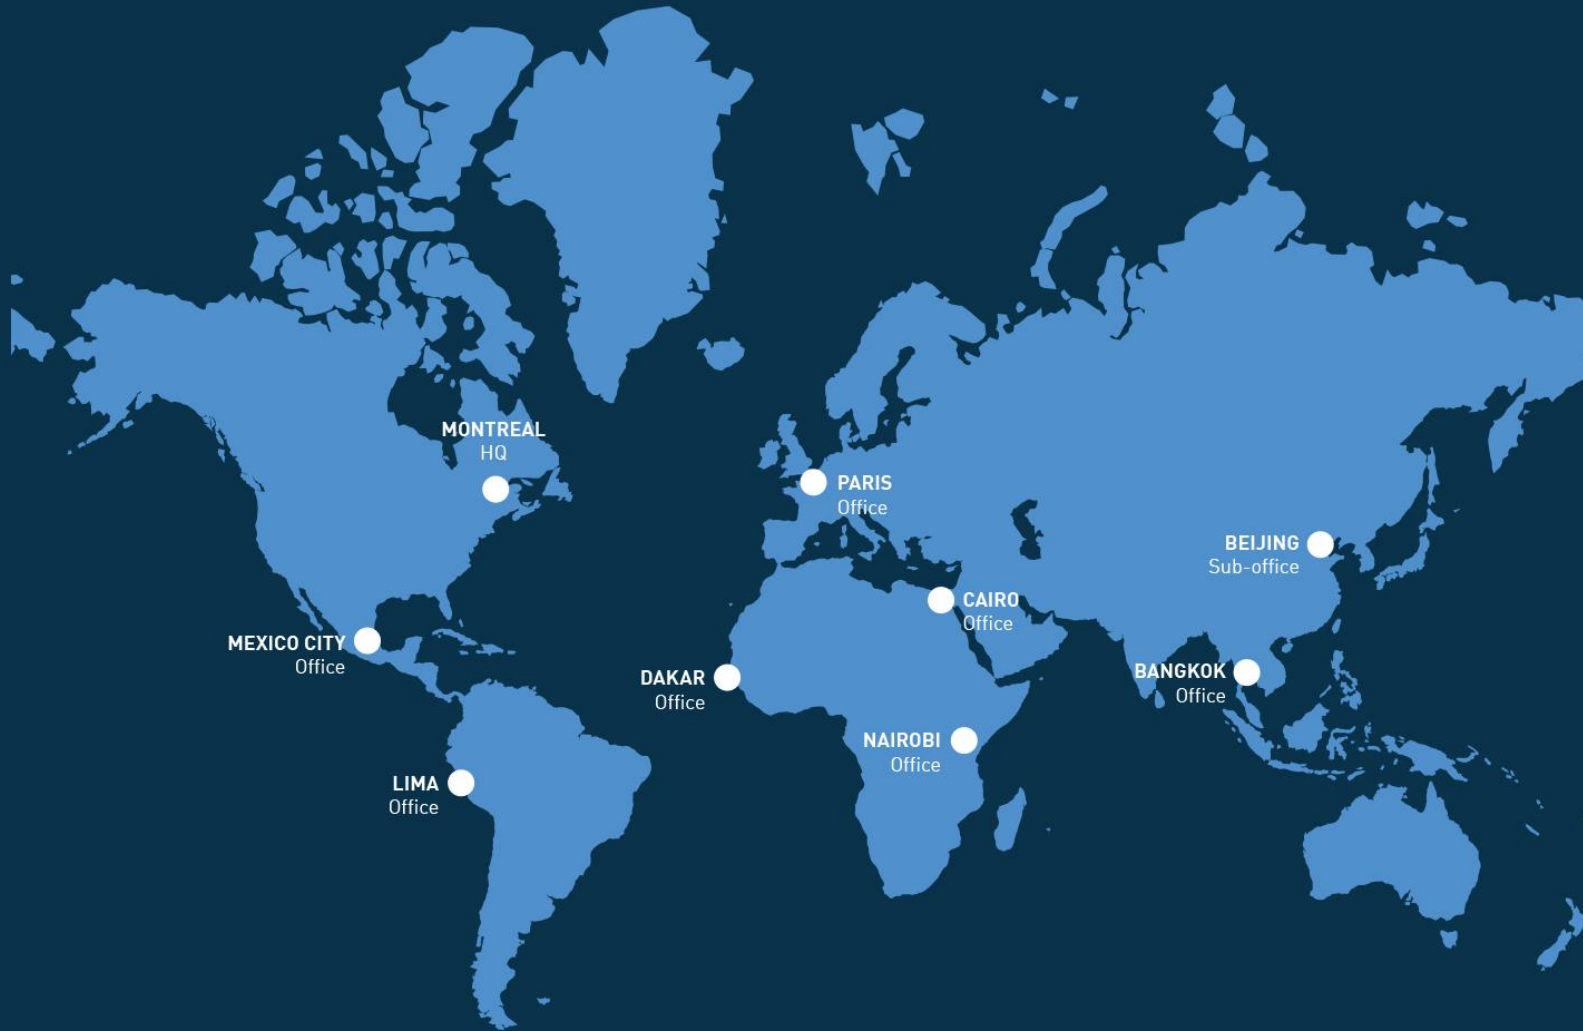 MONTREAL
HQ
PARIS
Office
BEIJING
Sub-office
CAIRO
Office
MEXICO CITY
Office
DAKAR
Office
BANGKOK
Office
NAIROBI
Office
LIMA
Office